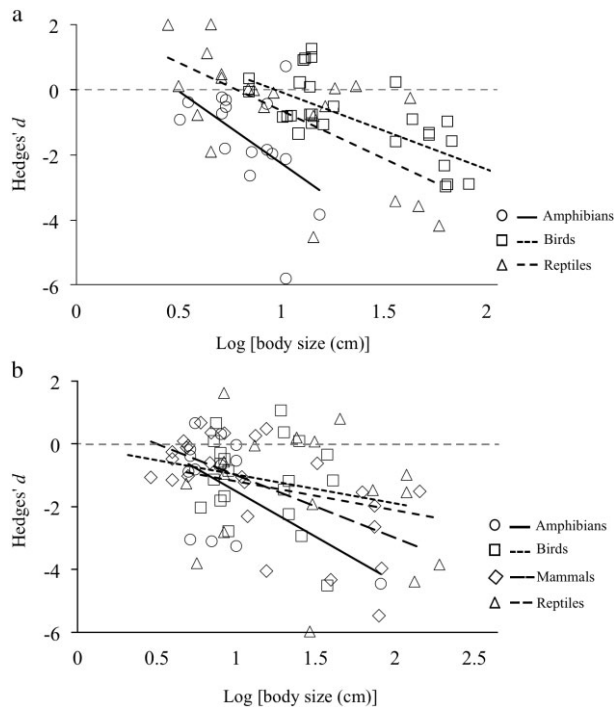 a
2
0
-2
-4
-6
Hedges' d
Amphibians
Birds
Reptiles
0 0.5 1.0 1.5 2
Log [body size (cm)]
b
2
0
-2
-4
-6
Hedges' d
Amphibians
Birds
Mammals
Reptiles
0 0.5 1 1.5 2 2.5
Log [body size (cm)]